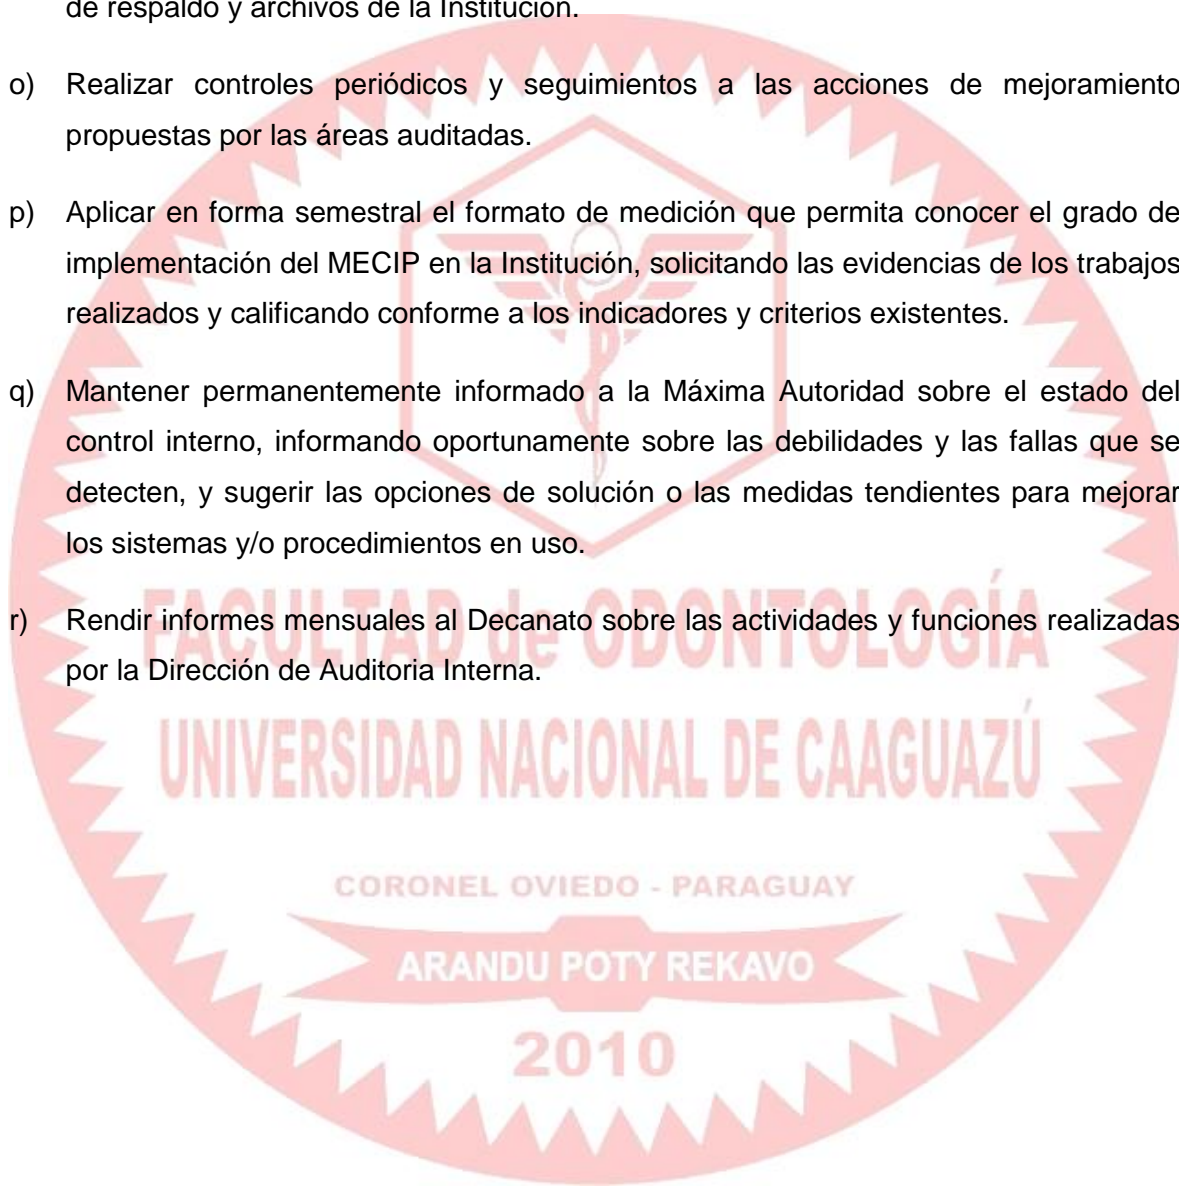 de respaldo y archivos de la Institución.
o) Realizar controles periódicos y seguimientos a las acciones de mejoramiento
propuestas por las áreas auditadas.
p) Aplicar en forma semestral el formato de medición que permita conocer el grado de
implementación del MECIP en la Institución, solicitando las evidencias de los trabajos
realizados y calificando conforme a los indicadores y criterios existentes.
q) Mantener permanentemente informado a la Máxima Autoridad sobre el estado del
control interno, informando oportunamente sobre las debilidades y las fallas que se
detecten, y sugerir las opciones de solución o las medidas tendientes para mejorar
los sistemas y/o procedimientos en uso.
FACULTAD de ODONTOLOGÍA
r) Rendir informes mensuales al Decanato sobre las actividades y funciones realizadas
por la Dirección de Auditoria Interna.
UNIVERSIDAD NACIONAL DE CAAGUAZÚ
CORONEL OVIEDO - PARAGUAY
ARANDU POTY REKAVO
2010